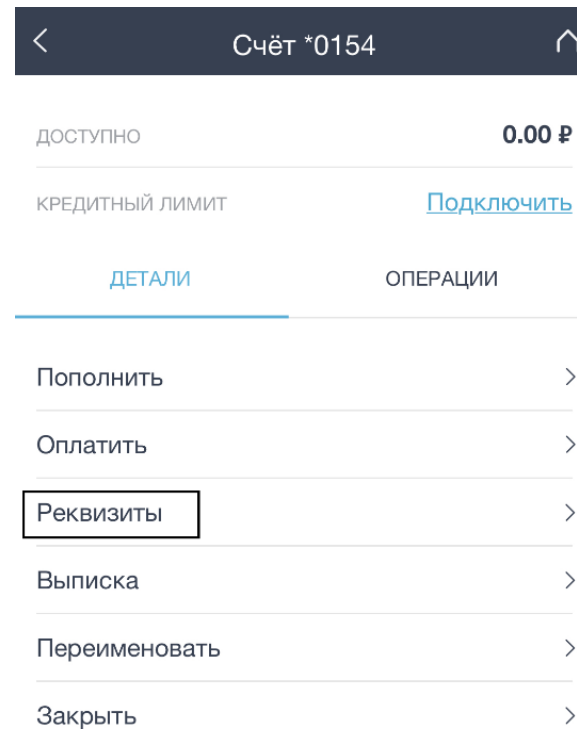 Счёт *0154
ДОСТУПНО 0.00 ₽
КРЕДИТНЫЙ ЛИМИТ Подключить
ДЕТАЛИ ОПЕРАЦИИ
Пополнить
Оплатить
Реквизиты
Выписка
Переименовать
Закрыть